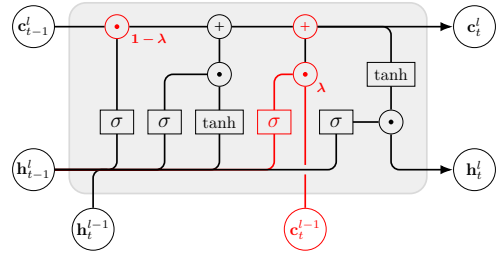 c_{t-1}^l + + c_t^l
1 − λ
λ tanh
σ σ tanh σ σ
h_{t-1}^l h_t^l
h_t^{l-1} c_t^{l-1}